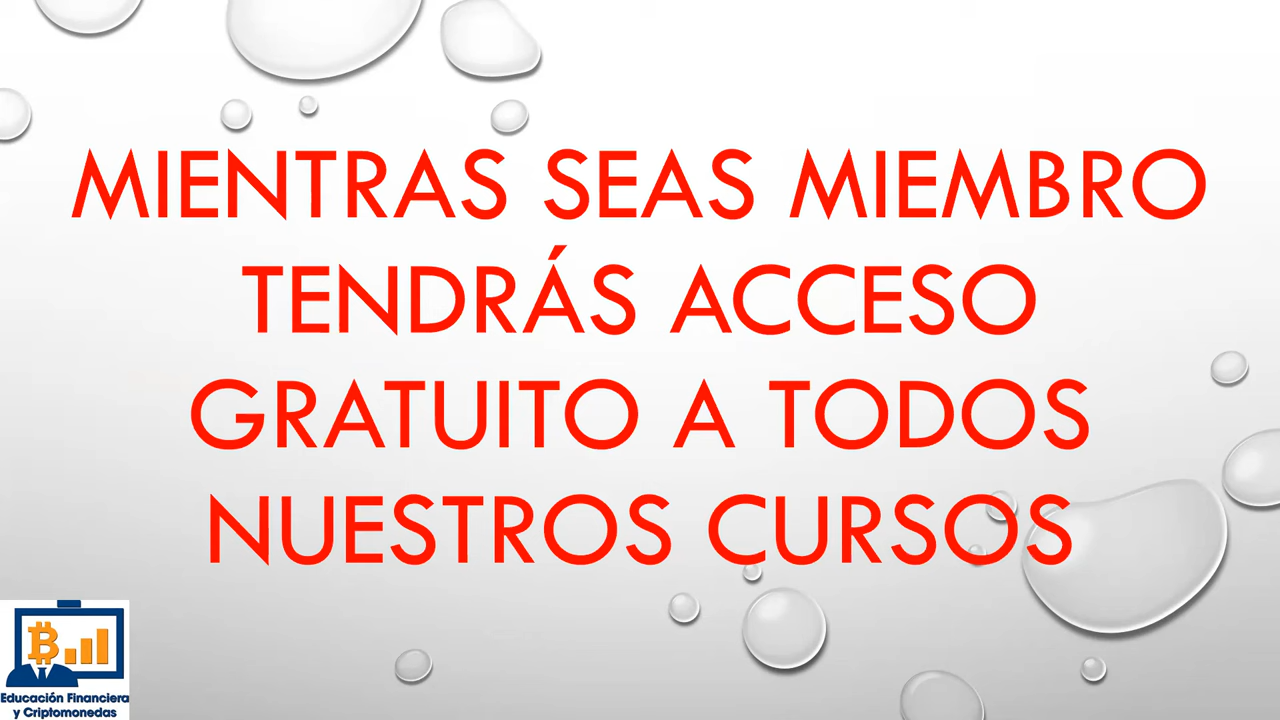 MIENTRAS SEAS MIEMBRO
TENDRÁS ACCESO
GRATUITO A TODOS
NUESTROS CURSOS
Educación Financiera
y Criptomonedas